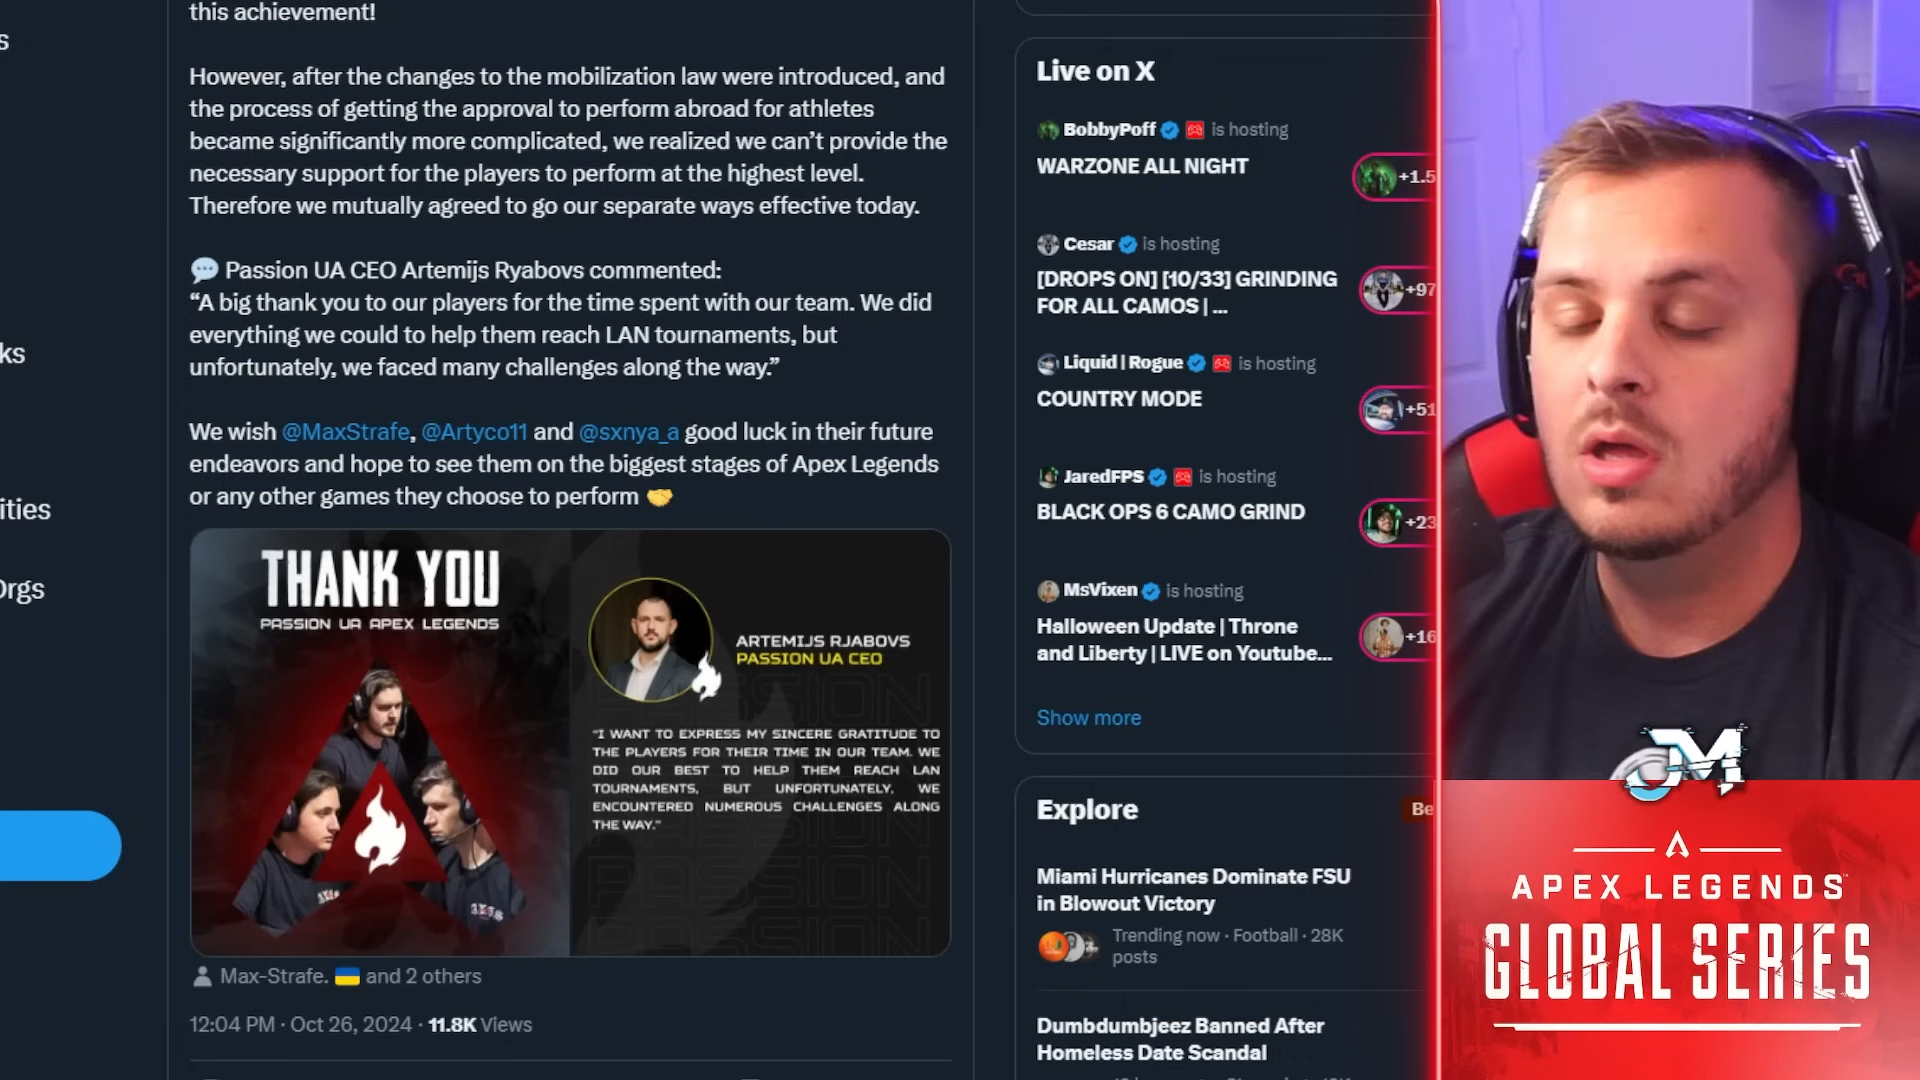 this achievement!
However, after the changes to the mobilization law were introduced, and
the process of getting the approval to perform abroad for athletes
became significantly more complicated, we realized we can’t provide the
necessary support for the players to perform at the highest level.
Therefore we mutually agreed to go our separate ways effective today.
Passion UA CEO Artemijs Ryabovs commented:
“A big thank you to our players for the time spent with our team. We did
everything we could to help them reach LAN tournaments, but
unfortunately, we faced many challenges along the way.”
We wish @MaxStrafe, @Artyco11 and @sxnya_a good luck in their future
endeavors and hope to see them on the biggest stages of Apex Legends
or any other games they choose to perform
THANK YOU
PASSION UA APEX LEGENDS
ARTEMIJS RJABOVS
PASSION UA CEO
“I WANT TO EXPRESS MY SINCERE GRATITUDE TO
THE PLAYERS FOR THEIR TIME IN OUR TEAM. WE
DID OUR BEST TO HELP THEM REACH LAN
TOURNAMENTS, BUT UNFORTUNATELY, WE
ENCOUNTERED NUMEROUS CHALLENGES ALONG
THE WAY.”
PASSION
PASSION
PASSION
PASSION
Max-Strafe. and 2 others
12:04 PM · Oct 26, 2024 · 11.8K Views
s
ks
ities
Orgs
Live on X
BobbyPoff is hosting
WARZONE ALL NIGHT
+1.5
Cesar is hosting
[DROPS ON] [10/33] GRINDING
FOR ALL CAMOS | ...
+97
Liquid | Rogue is hosting
COUNTRY MODE
+51
JaredFPS is hosting
BLACK OPS 6 CAMO GRIND
+23
MsVixen is hosting
Halloween Update | Throne
and Liberty | LIVE on Youtube...
+16
Show more
Explore
Be
Miami Hurricanes Dominate FSU
in Blowout Victory
Trending now · Football · 28K
posts
Dumbdumbjeez Banned After
Homeless Date Scandal
JM
APEX LEGENDS
GLOBAL SERIES